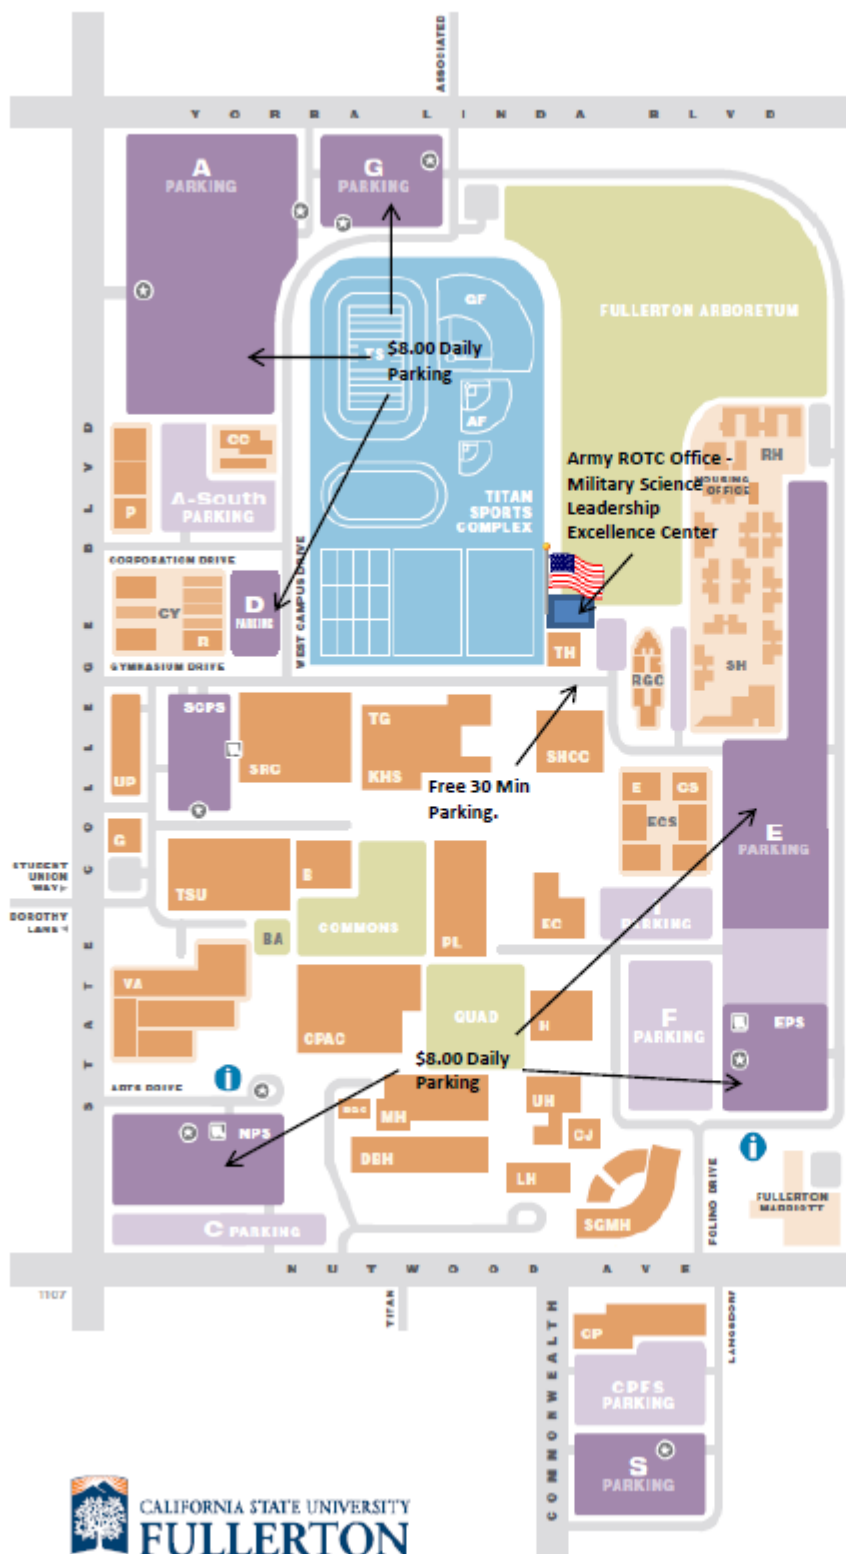 ASSOCIATED
YORBA LINDA BLVD
A
PARKING
G
PARKING
GF
FULLERTON ARBORETUM
TS
$8.00 Daily
Parking
AF
CC
P
A-South
PARKING
TITAN
SPORTS
COMPLEX
Army ROTC Office -
Military Science
Leadership
Excellence Center
RH
HOUSING
OFFICE
CORPORATION DRIVE
WEST CAMPUS DRIVE
CY
R
D
PARKING
GYMNASIUM DRIVE
TH
RGC
SH
STATE COLLEGE BLVD
UP
SCPS
SRC
TG
KHS
SHCC
Free 30 Min
Parking.
E
CS
ECS
E
PARKING
G
STUDENT
UNION
WAY
DOROTHY
LANE
TSU
B
BA
COMMONS
PL
EC
I
PARKING
VA
CPAC
QUAD
H
F
PARKING
EPS
$8.00 Daily
Parking
ARTS DRIVE
i
NPS
MH
DBH
UH
CJ
LH
SGMH
i
FOLINO DRIVE
FULLERTON
MARRIOTT
C PARKING
NUTWOOD AVE
1107
TITAN
COMMONWEALTH
LANGSDORF
CP
CPFS
PARKING
S
PARKING
CALIFORNIA STATE UNIVERSITY
FULLERTON